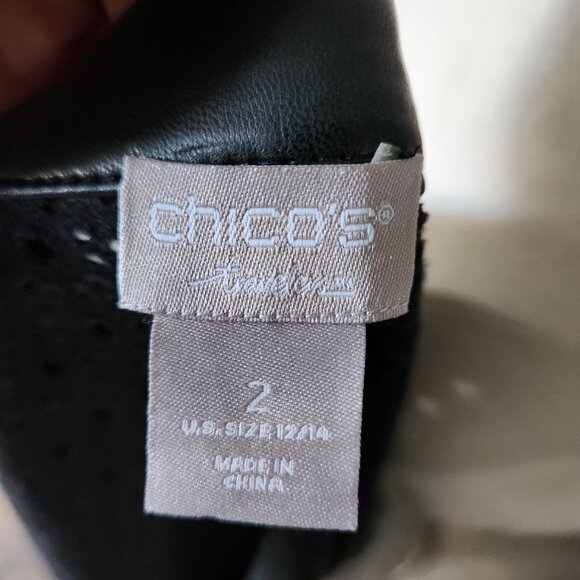 chico's®
2
U.S. SIZE 12/14
MADE IN
CHINA